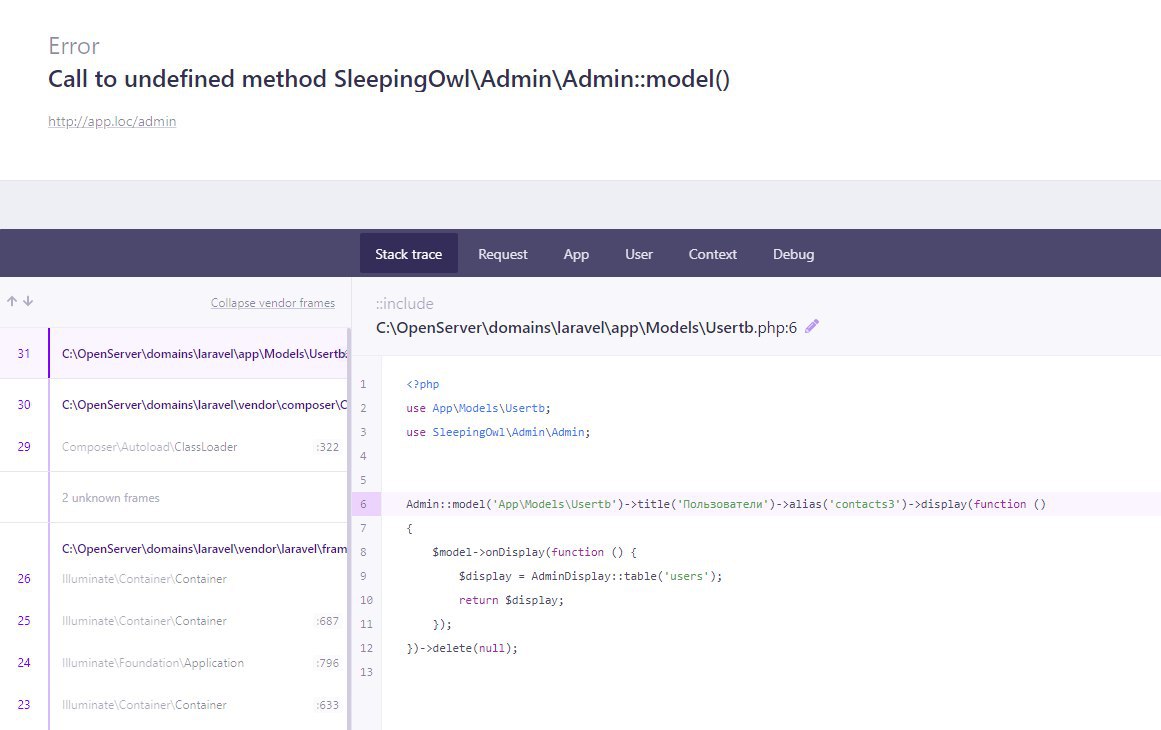 Error
Call to undefined method SleepingOwl\Admin\Admin::model()
http://app.loc/admin
Stack trace Request App User Context Debug
↑ ↓ Collapse vendor frames
31 C:\OpenServer\domains\laravel\app\Models\Usertb
30 C:\OpenServer\domains\laravel\vendor\composer\C
29 Composer\Autoload\ClassLoader :322
2 unknown frames
C:\OpenServer\domains\laravel\vendor\laravel\fram
26 Illuminate\Container\Container
25 Illuminate\Container\Container :687
24 Illuminate\Foundation\Application :796
23 Illuminate\Container\Container :633
::include
C:\OpenServer\domains\laravel\app\Models\Usertb.php:6
1 <?php
2 use App\Models\Usertb;
3 use SleepingOwl\Admin\Admin;
4
5
6 Admin::model('App\Models\Usertb')->title('Пользователи')->alias('contacts3')->display(function ()
7 {
8 $model->onDisplay(function () {
9 $display = AdminDisplay::table('users');
10 return $display;
11 });
12 })->delete(null);
13